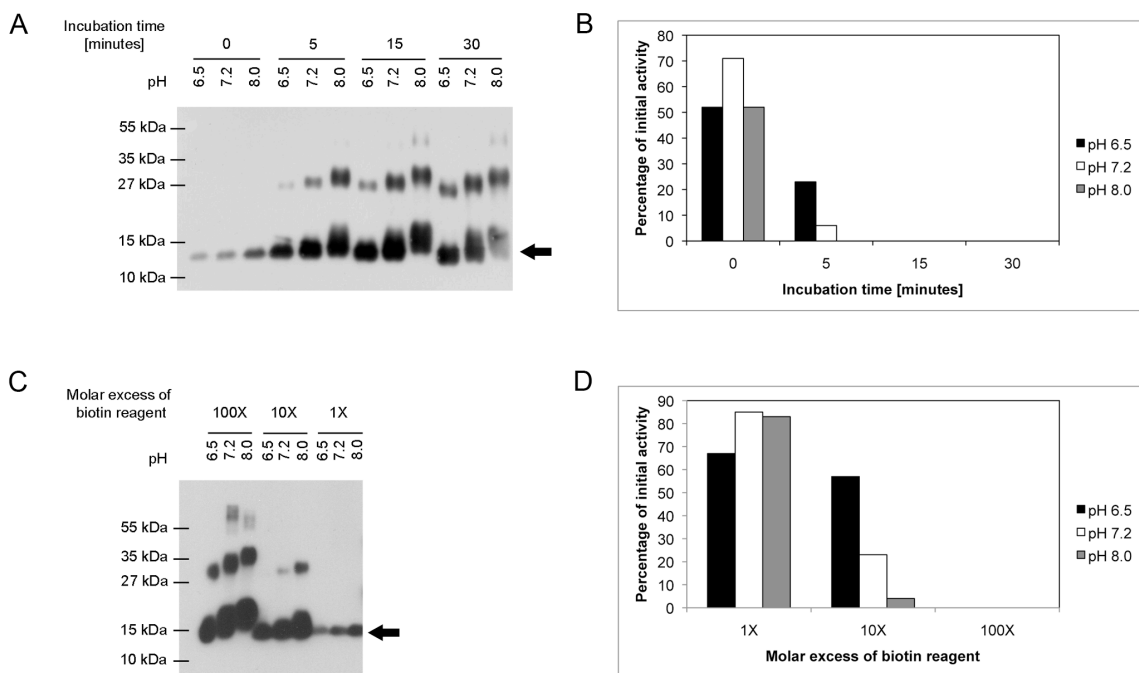 A
Incubation time
[minutes]
0 5 15 30
pH
6.5 7.2 8.0 6.5 7.2 8.0 6.5 7.2 8.0 6.5 7.2 8.0
55 kDa
35 kDa
27 kDa
15 kDa
10 kDa
B
Percentage of initial activity
80
70
60
50
40
30
20
10
0
0 5 15 30
Incubation time [minutes]
pH 6.5
pH 7.2
pH 8.0
C
Molar excess of
biotin reagent
100X 10X 1X
pH
6.5 7.2 8.0 6.5 7.2 8.0 6.5 7.2 8.0
55 kDa
35 kDa
27 kDa
15 kDa
10 kDa
D
Percentage of initial activity
90
80
70
60
50
40
30
20
10
0
1X 10X 100X
Molar excess of biotin reagent
pH 6.5
pH 7.2
pH 8.0